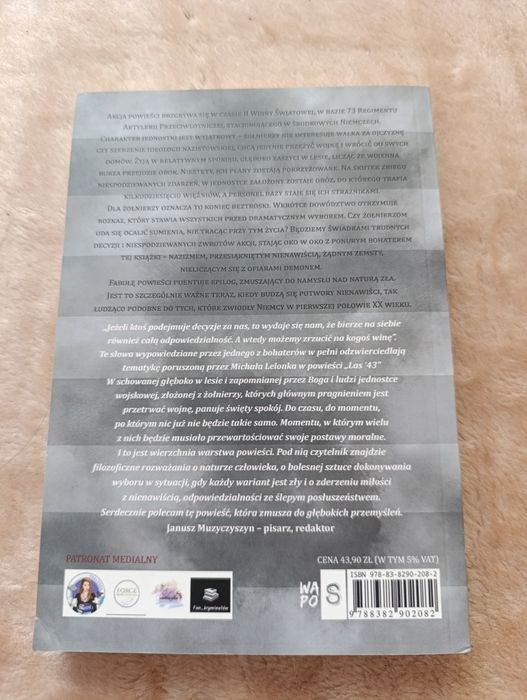 Akcja powieści rozgrywa się w czasie II Wojny Światowej, w bazie 73 Regimentu
Artylerii Przeciwlotniczej, stacjonującego w środkowych Niemczech.
Charakter jednostki jest wyjątkowy – żołnierzy nie interesuje walka za ojczyznę
czy szerzenie ideologii nazistowskiej, chcą jedynie przeżyć wojnę i wrócić do swych
domów. Żyją w relatywnym spokoju, głęboko zaszyci w lesie, licząc, że wojenna
burza przejdzie obok. Niestety, ich plany zostają pokrzyżowane. Na skutek zbiegu
niespodziewanych zdarzeń, w jednostce założony zostaje obóz, do którego trafia
kilkudziesięciu więźniów, a personel bazy staje się ich strażnikami.
Dla żołnierzy oznacza to koniec beztroski. Wkrótce dowództwo otrzymuje
rozkaz, który stawia wszystkich przed dramatycznym wyborem. Czy żołnierzom
uda się ocalić sumienia, nie tracąc przy tym życia? Będziemy świadkami trudnych
decyzji i niespodziewanych zwrotów akcji, stając oko w oko z ponurym bohaterem
tej książki – nazizmem, przesiąkniętym nienawiścią, żądnym zemsty,
nieliczącym się z ofiarami demonem.
Fabułę powieści puentuje epilog, zmuszający do namysłu nad naturą zła.
Jest to szczególnie ważne teraz, kiedy budzą się potwory nienawiści, tak
łudząco podobne do tych, które zwiodły Niemcy w pierwszej połowie XX wieku.
„Jeżeli ktoś podejmuje decyzje za nas, to wydaje się nam, że bierze na siebie
również całą odpowiedzialność. A wtedy możemy zrzucić na kogoś winę”.
Te słowa wypowiedziane przez jednego z bohaterów w pełni odzwierciedlają
tematykę poruszoną przez Michała Lelonka w powieści „Las '43”
W schowanej głęboko w lesie i zapomnianej przez Boga i ludzi jednostce
wojskowej, złożonej z żołnierzy, których głównym pragnieniem jest
przetrwać wojnę, panuje święty spokój. Do czasu, do momentu,
po którym nic już nie będzie takie samo. Momentu, w którym wielu
z nich będzie musiało przewartościować swoje postawy moralne.
I to jest wierzchnia warstwa powieści. Pod nią czytelnik znajdzie
filozoficzne rozważania o naturze człowieka, o bolesnej sztuce dokonywania
wyboru w sytuacji, gdy każdy wariant jest zły i o zderzeniu miłości
z nienawiścią, odpowiedzialności ze ślepym posłuszeństwem.
Serdecznie polecam tę powieść, która zmusza do głębokich przemyśleń.
Janusz Muzyczyszyn – pisarz, redaktor
PATRONAT MEDIALNY
CENA 43,90 ZŁ (W TYM 5% VAT)
ISBN 978-83-8290-208-2
FORCE
Fan_kryminałów
WA
PO
S
9 788382 902082